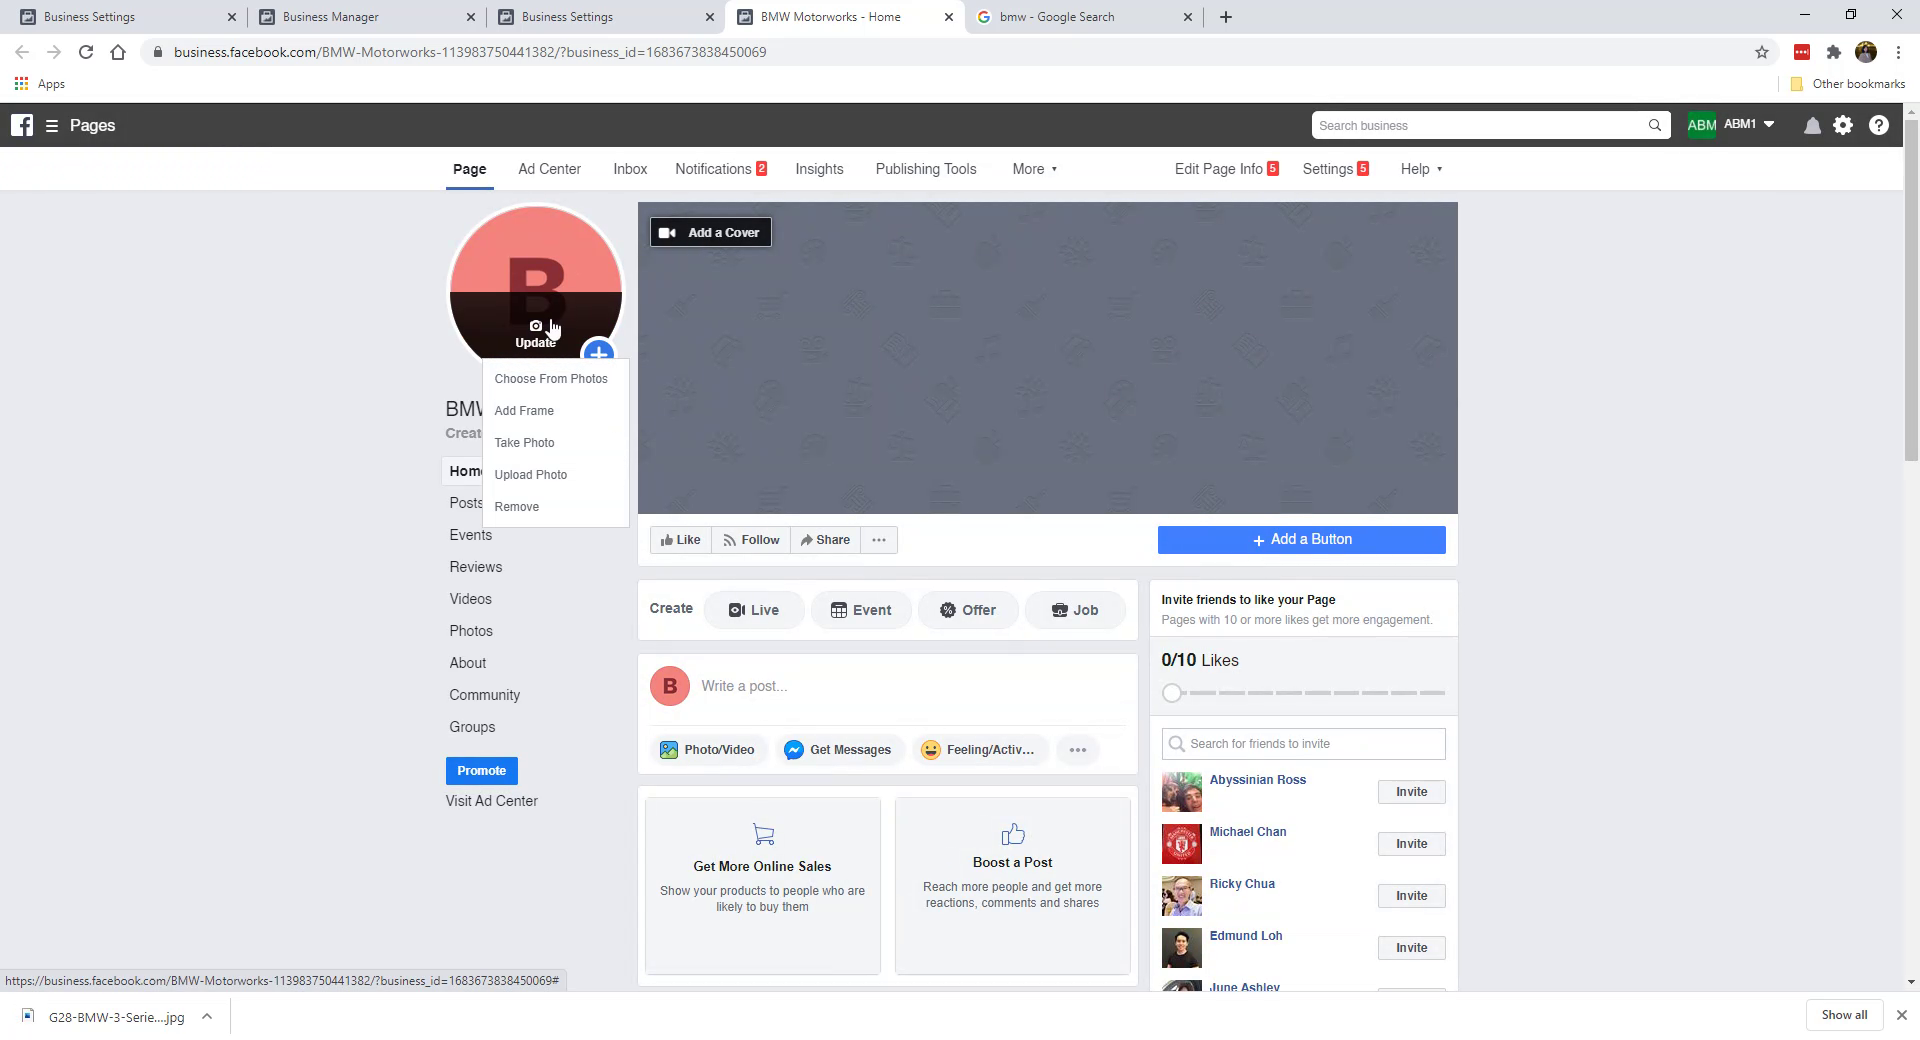 Business Settings
Business Manager
Business Settings
BMW Motorworks - Home
bmw - Google Search
business.facebook.com/BMW-Motorworks-113983750441382/?business_id=1683673838450069
Apps
Other bookmarks
Pages
Search business
ABM
ABM1
Page
Ad Center
Inbox
Notifications 2
Insights
Publishing Tools
More
Edit Page Info 5
Settings 5
Help
B
Update
Add a Cover
Choose From Photos
Add Frame
Take Photo
Upload Photo
Remove
BMW
Creat
Home
Posts
Events
Reviews
Videos
Photos
About
Community
Groups
Promote
Visit Ad Center
Like
Follow
Share
+ Add a Button
Create
Live
Event
Offer
Job
B
Write a post...
Photo/Video
Get Messages
Feeling/Activ...
Get More Online Sales
Show your products to people who are
likely to buy them
Boost a Post
Reach more people and get more
reactions, comments and shares
Invite friends to like your Page
Pages with 10 or more likes get more engagement.
0/10 Likes
Search for friends to invite
Abyssinian Ross
Invite
Michael Chan
Invite
Ricky Chua
Invite
Edmund Loh
Invite
June Ashley
https://business.facebook.com/BMW-Motorworks-113983750441382/?business_id=1683673838450069#
G28-BMW-3-Serie....jpg
Show all